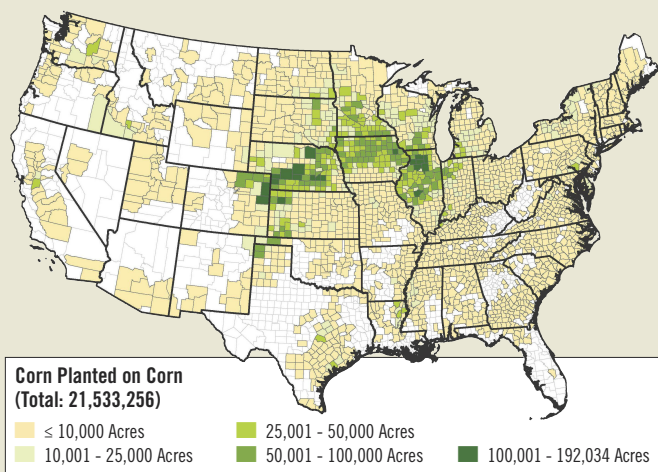 Corn Planted on Corn
(Total: 21,533,256)
≤ 10,000 Acres
25,001 - 50,000 Acres
10,001 - 25,000 Acres
50,001 - 100,000 Acres
100,001 - 192,034 Acres